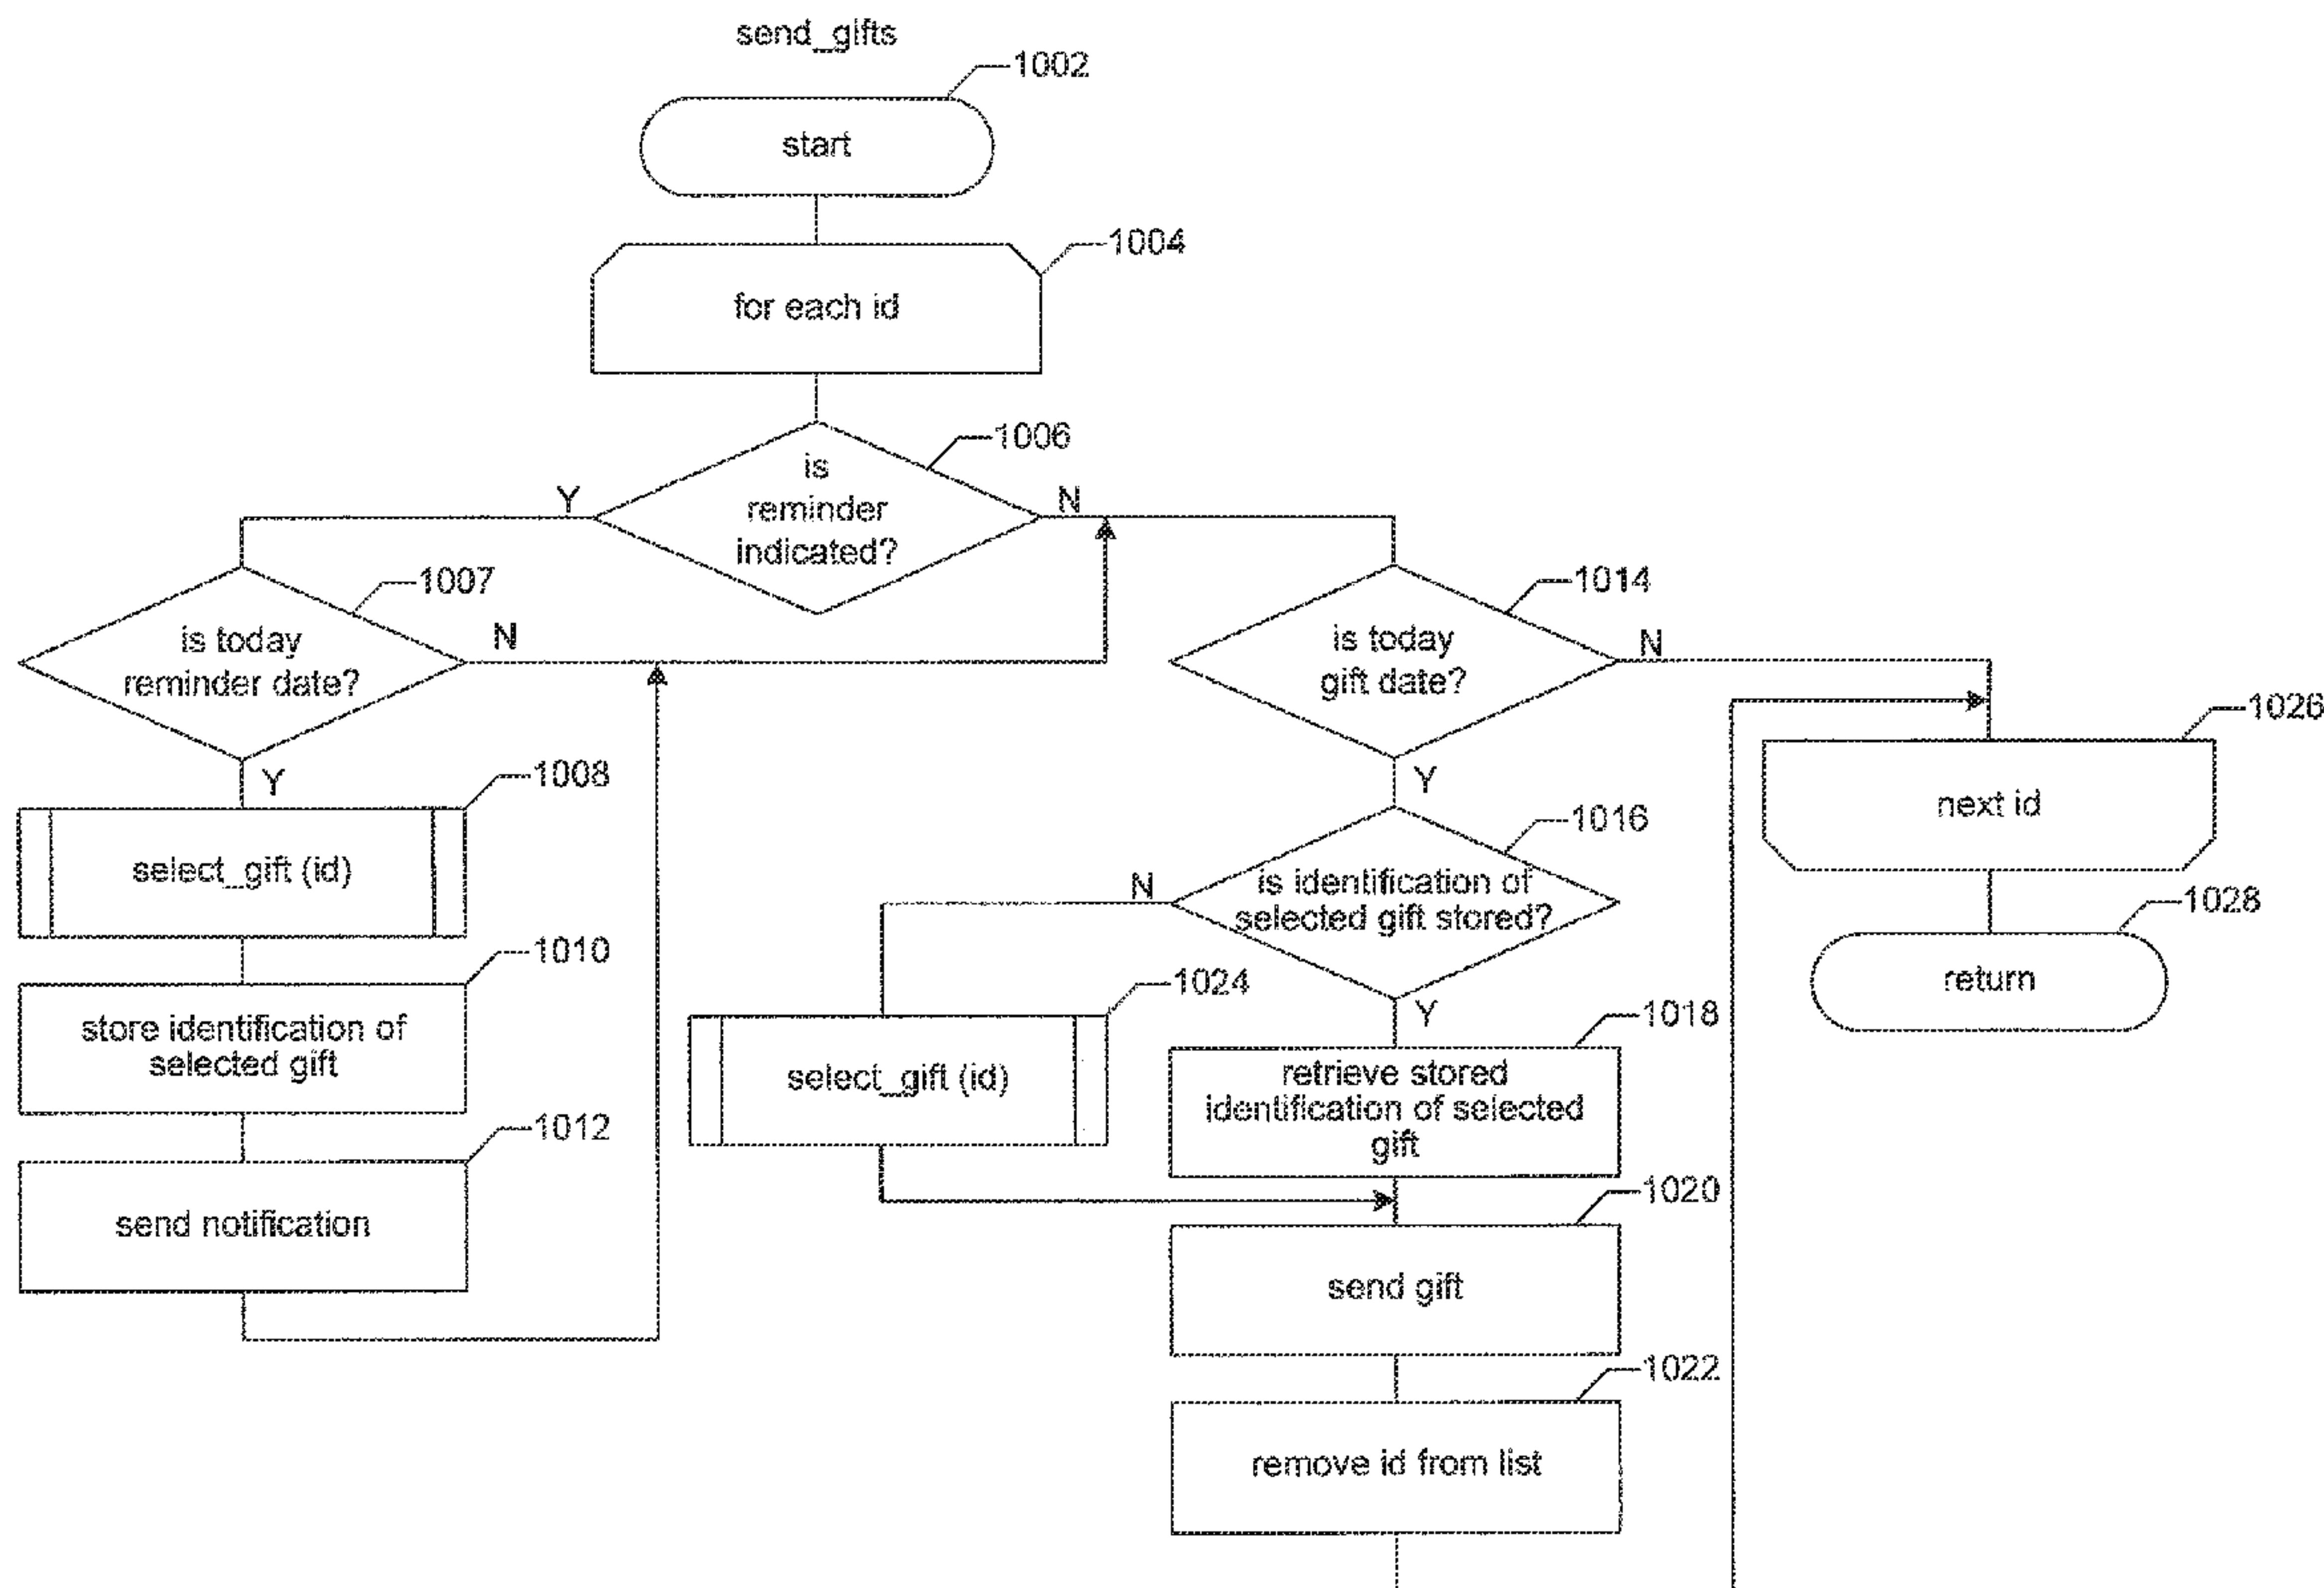 send_gifts
1002
start
1004
for each id
1006
is
reminder
indicated?
Y
N
1007
is today
reminder date?
N
Y
1008
select_gift (id)
1010
store identification of
selected gift
1012
send notification
1014
is today
gift date?
N
Y
1016
is identification of
selected gift stored?
N
Y
1024
select_gift (id)
1018
retrieve stored
identification of selected
gift
1020
send gift
1022
remove id from list
1026
next id
1028
return